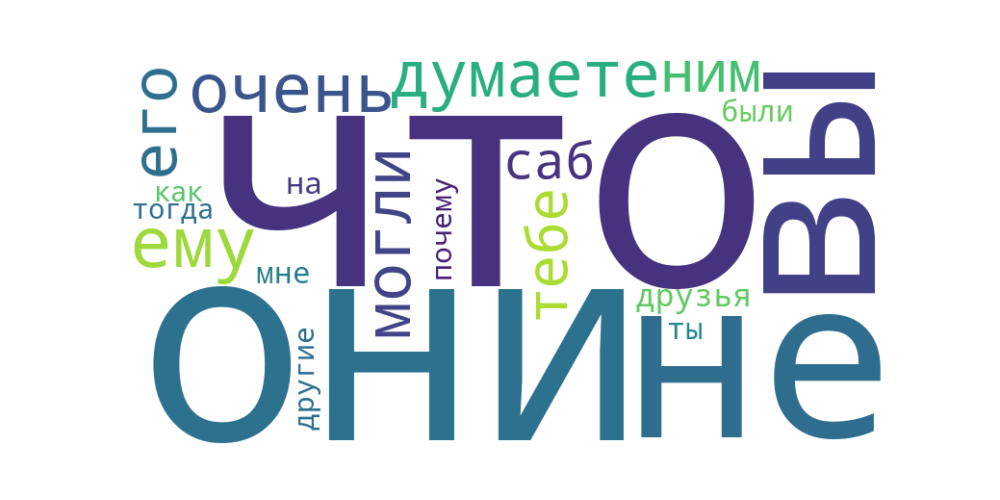 его
очень
думаете
ним
вы
были
что
саб
могли
почему
на
как
тогда
ему
мне
тебе
друзья
они
не
ты
другие